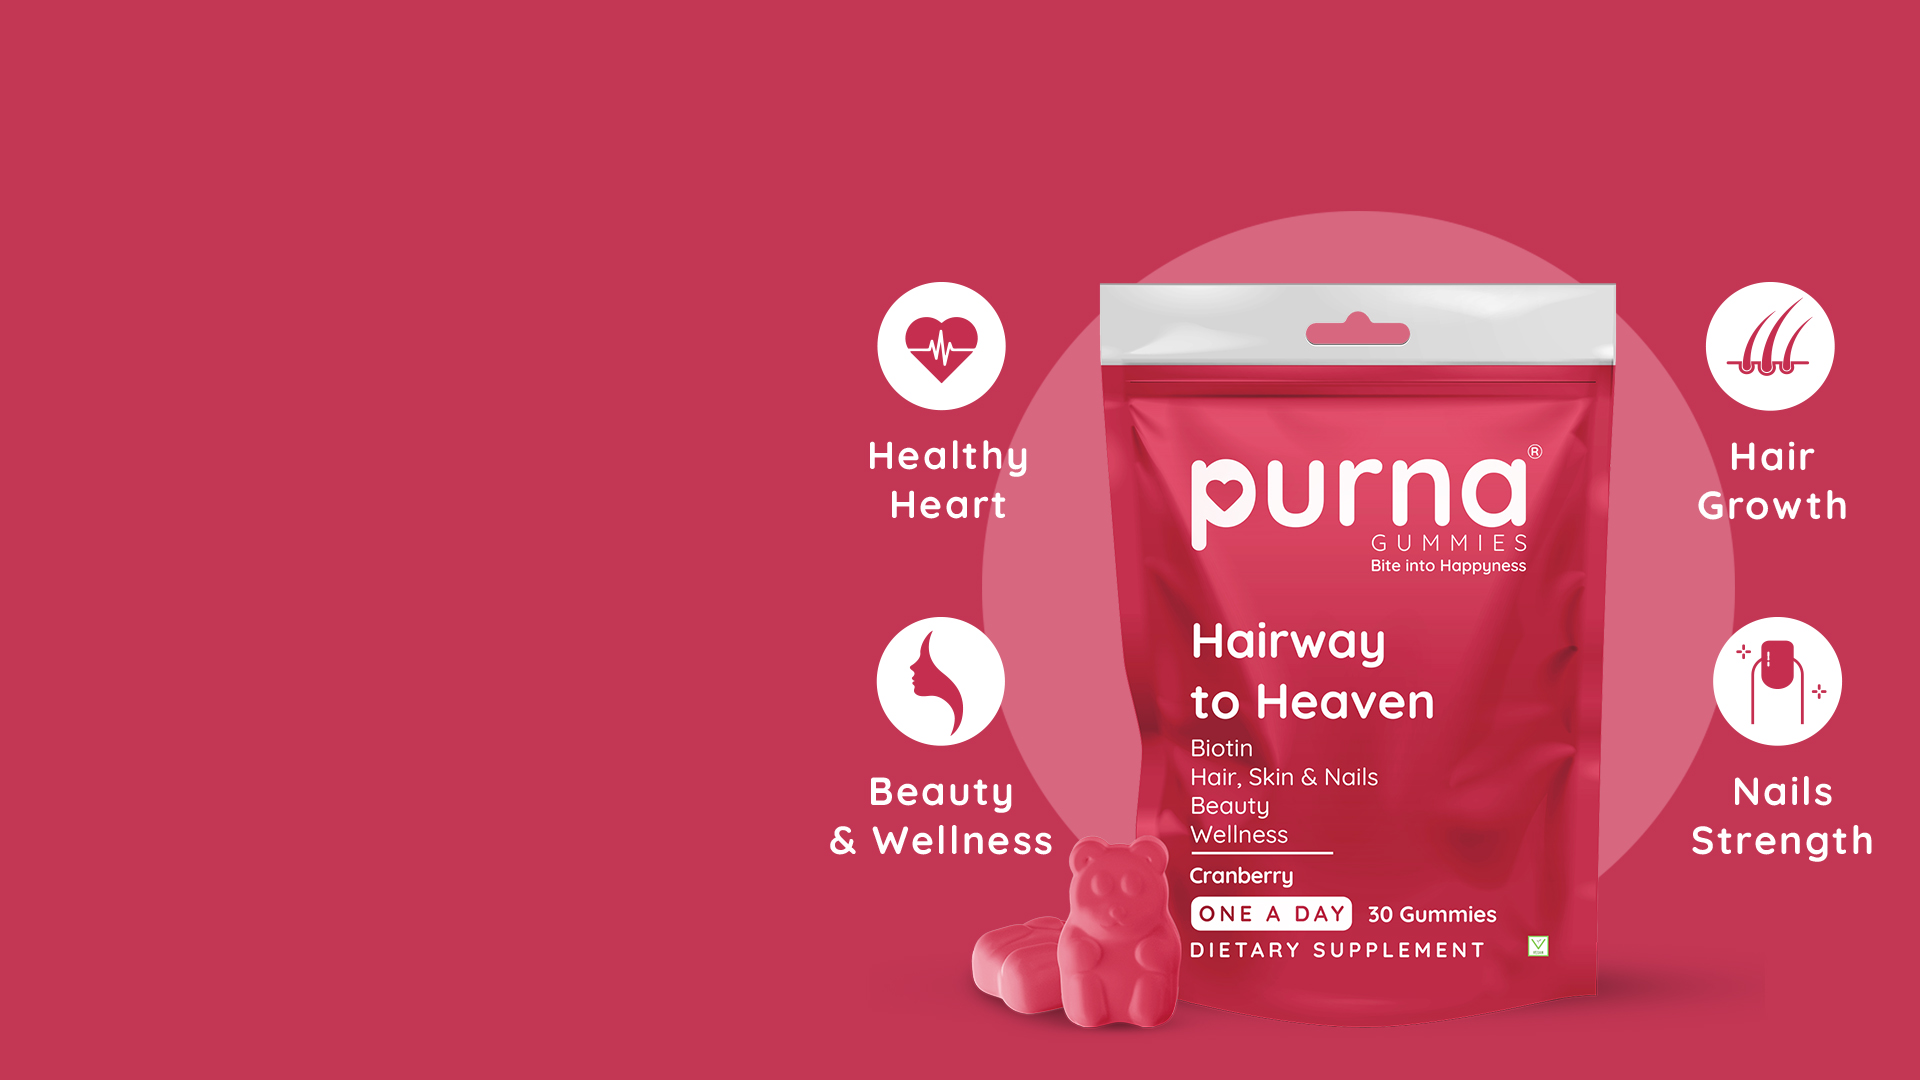 Healthy
Heart
Beauty
& Wellness
purna®
GUMMIES
Bite into Happyness
Hairway
to Heaven
Biotin
Hair, Skin & Nails
Beauty
Wellness
Cranberry
ONE A DAY 30 Gummies
DIETARY SUPPLEMENT
Hair
Growth
Nails
Strength